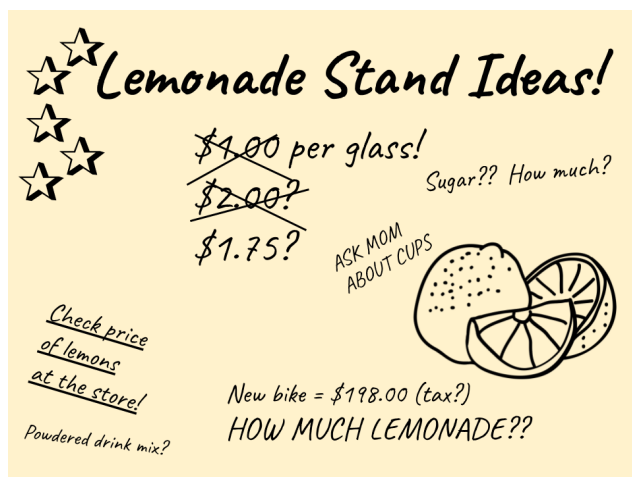 Lemonade Stand Ideas!
$1.00 per glass!
$2.00?
$1.75?
Sugar?? How much?
ASK MOM
ABOUT CUPS
Check price
of lemons
at the store!
Powdered drink mix?
New bike = $198.00 (tax?)
HOW MUCH LEMONADE??